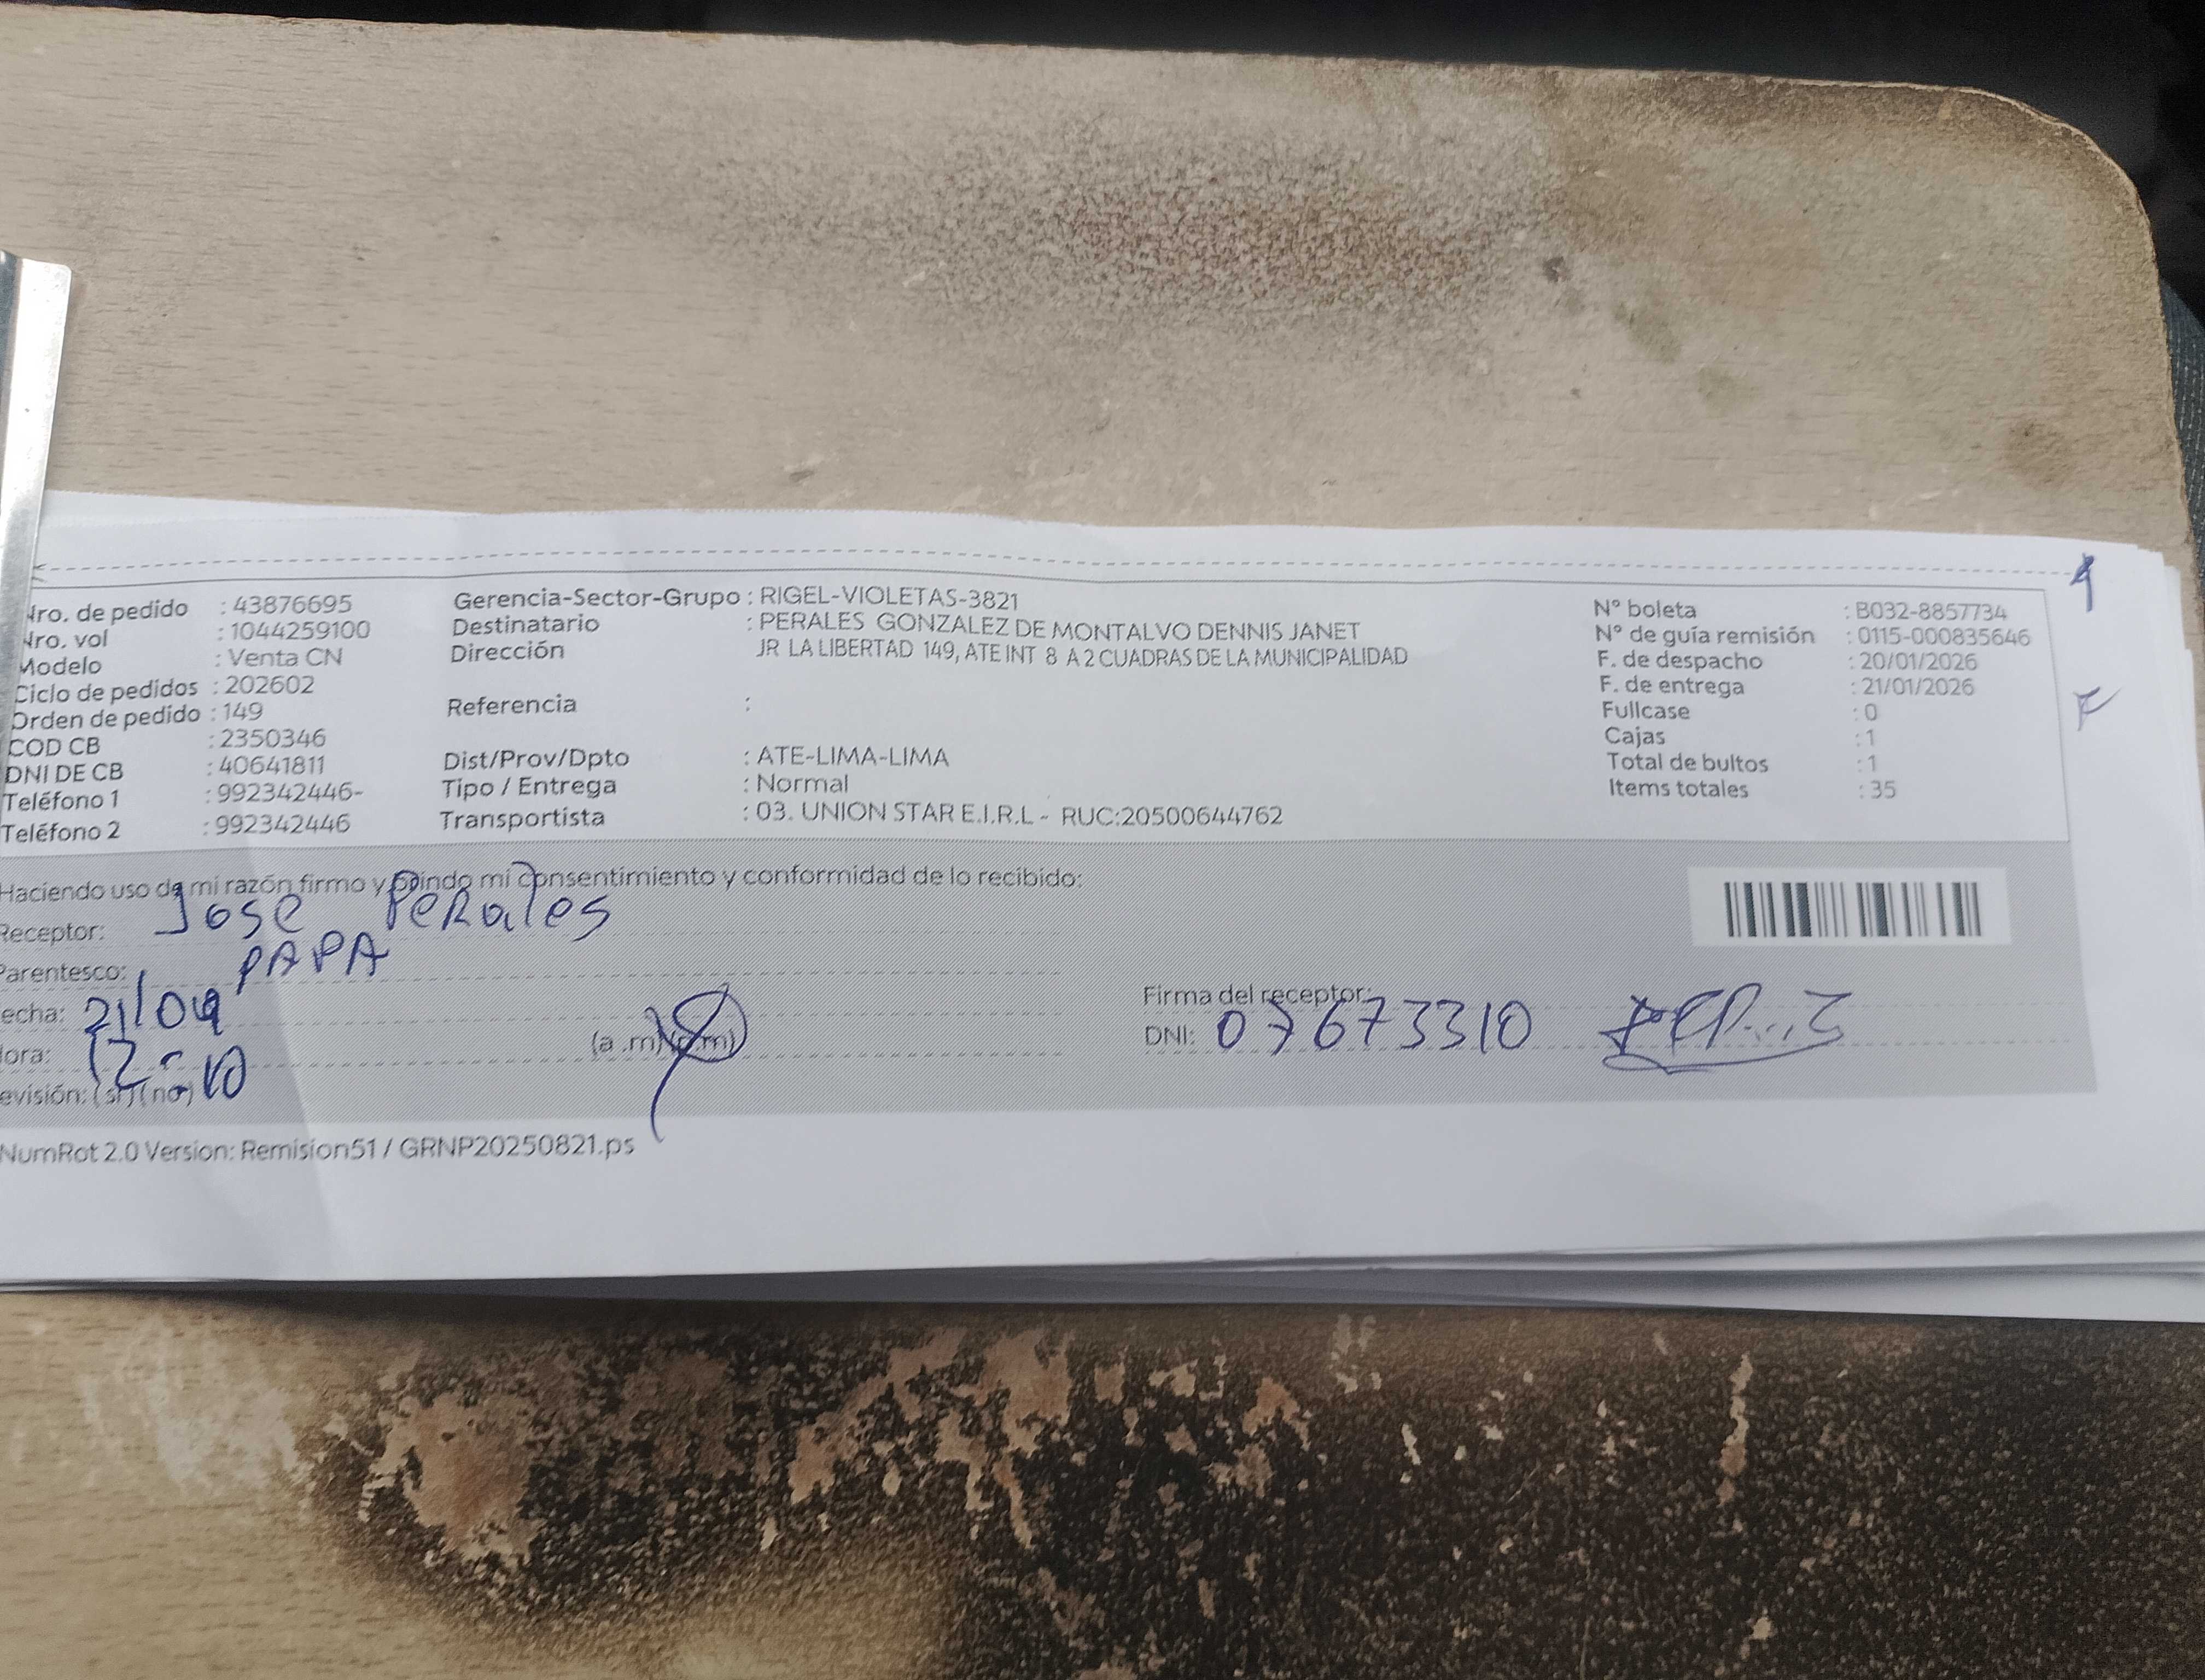 Nro. de pedido : 43876695
Nro. vol : 1044259100
Modelo : Venta CN
Ciclo de pedidos : 202602
Orden de pedido : 149
COD CB : 2350346
DNI DE CB : 40641811
Teléfono 1 : 992342446-
Teléfono 2 : 992342446
Gerencia-Sector-Grupo : RIGEL-VIOLETAS-3821
Destinatario : PERALES GONZALEZ DE MONTALVO DENNIS JANET
Dirección JR LA LIBERTAD 149, ATE INT 8 A 2 CUADRAS DE LA MUNICIPALIDAD
Referencia :
Dist/Prov/Dpto : ATE-LIMA-LIMA
Tipo / Entrega : Normal
Transportista : 03. UNION STAR E.I.R.L - RUC:20500644762
N° boleta : B032-8857734
N° de guía remisión : 0115-000835646
F. de despacho : 20/01/2026
F. de entrega : 21/01/2026
Fullcase : 0
Cajas : 1
Total de bultos : 1
Items totales : 35
Haciendo uso de mi razón firmo y brindo mi consentimiento y conformidad de lo recibido:
Receptor: Jose Perales
Parentesco: PAPA
echa: 21/01
ora: 12
(a .m) (p.m)
evisión: (si) (no)
Firma del receptor:
DNI: 07673310
NumRot 2.0 Version: Remision51 / GRNP20250821.ps